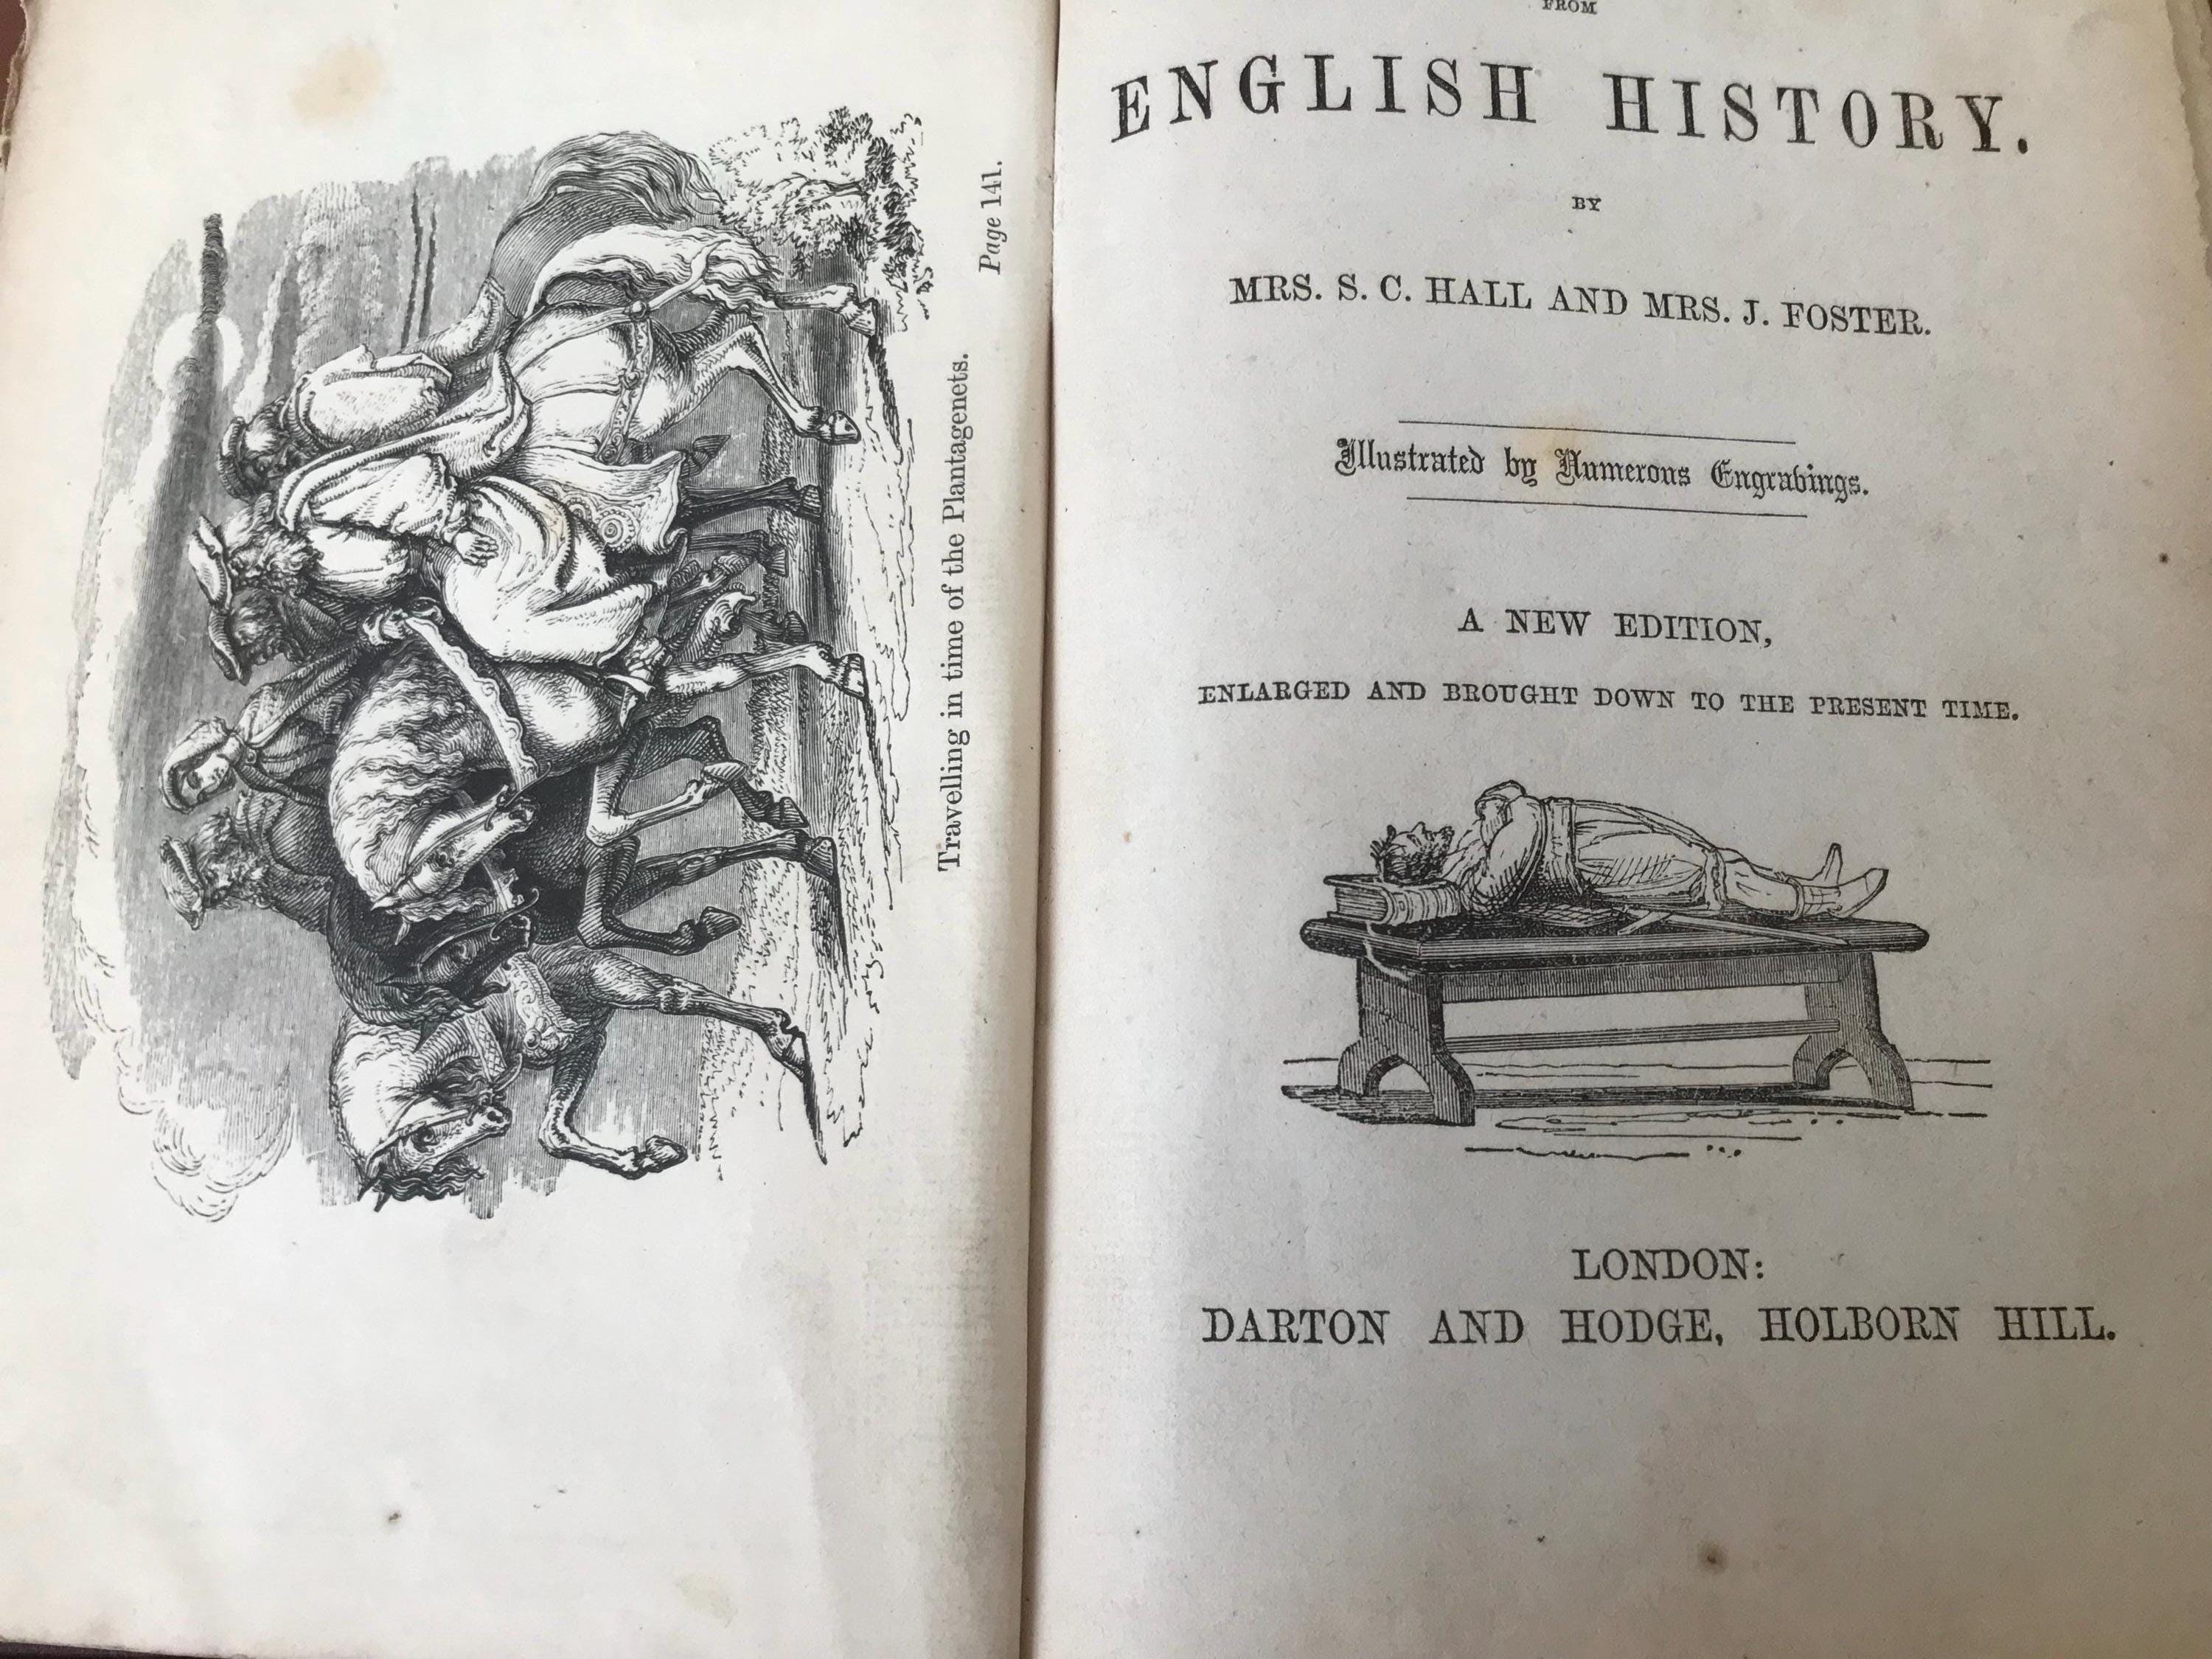 Travelling in time of the Plantagenets.
Page 141.
FROM
ENGLISH HISTORY.
BY
MRS. S. C. HALL AND MRS. J. FOSTER.
Illustrated by Numerous Engravings.
A NEW EDITION,
ENLARGED AND BROUGHT DOWN TO THE PRESENT TIME.
LONDON:
DARTON AND HODGE, HOLBORN HILL.